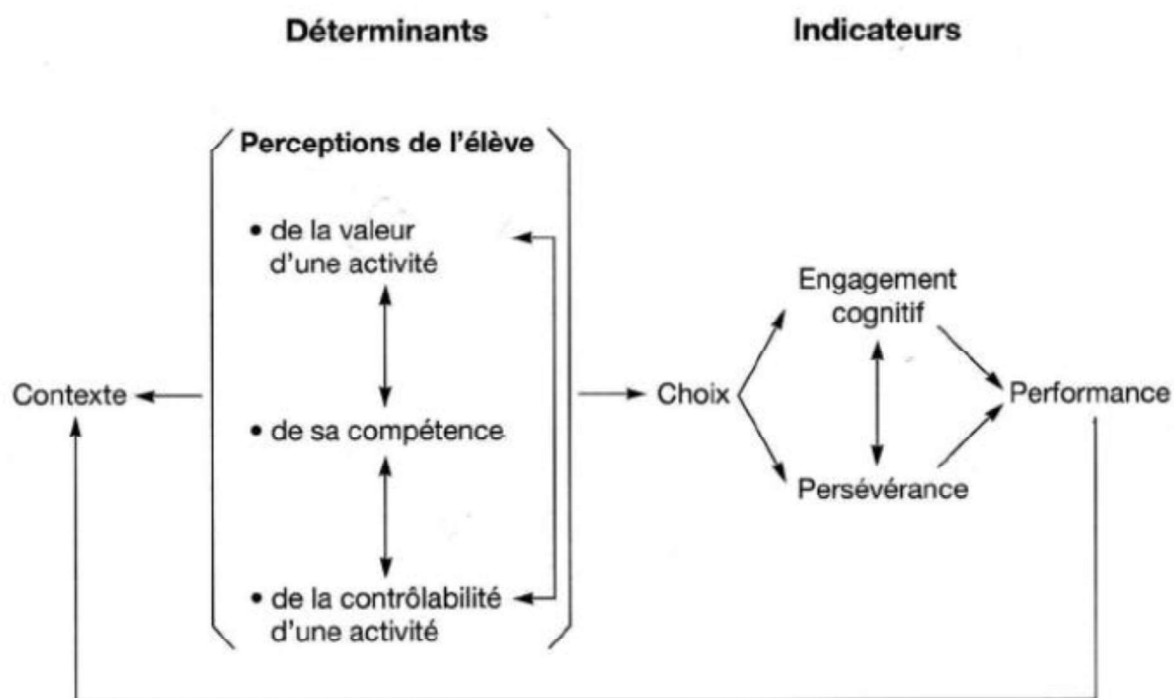 Déterminants
Indicateurs
Perceptions de l'élève
• de la valeur
d'une activité
Engagement
cognitif
Contexte
Choix
Performance
• de sa compétence
Persévérance
• de la contrôlabilité
d'une activité